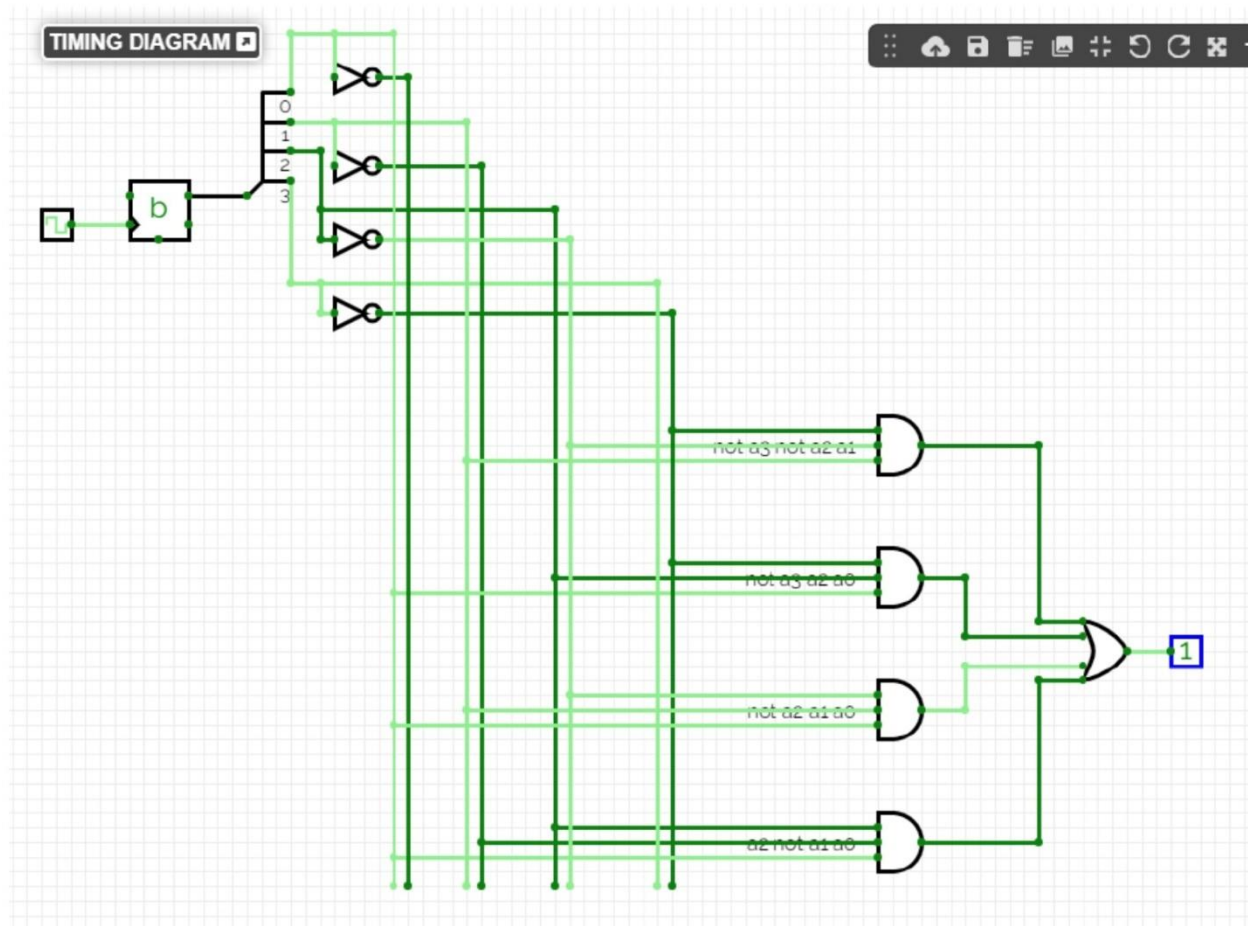 TIMING DIAGRAM
0
1
2
3
b
not a3 not a2 a1
not a3 a2 a0
1
not a2 a1 a0
a2 not a1 a0